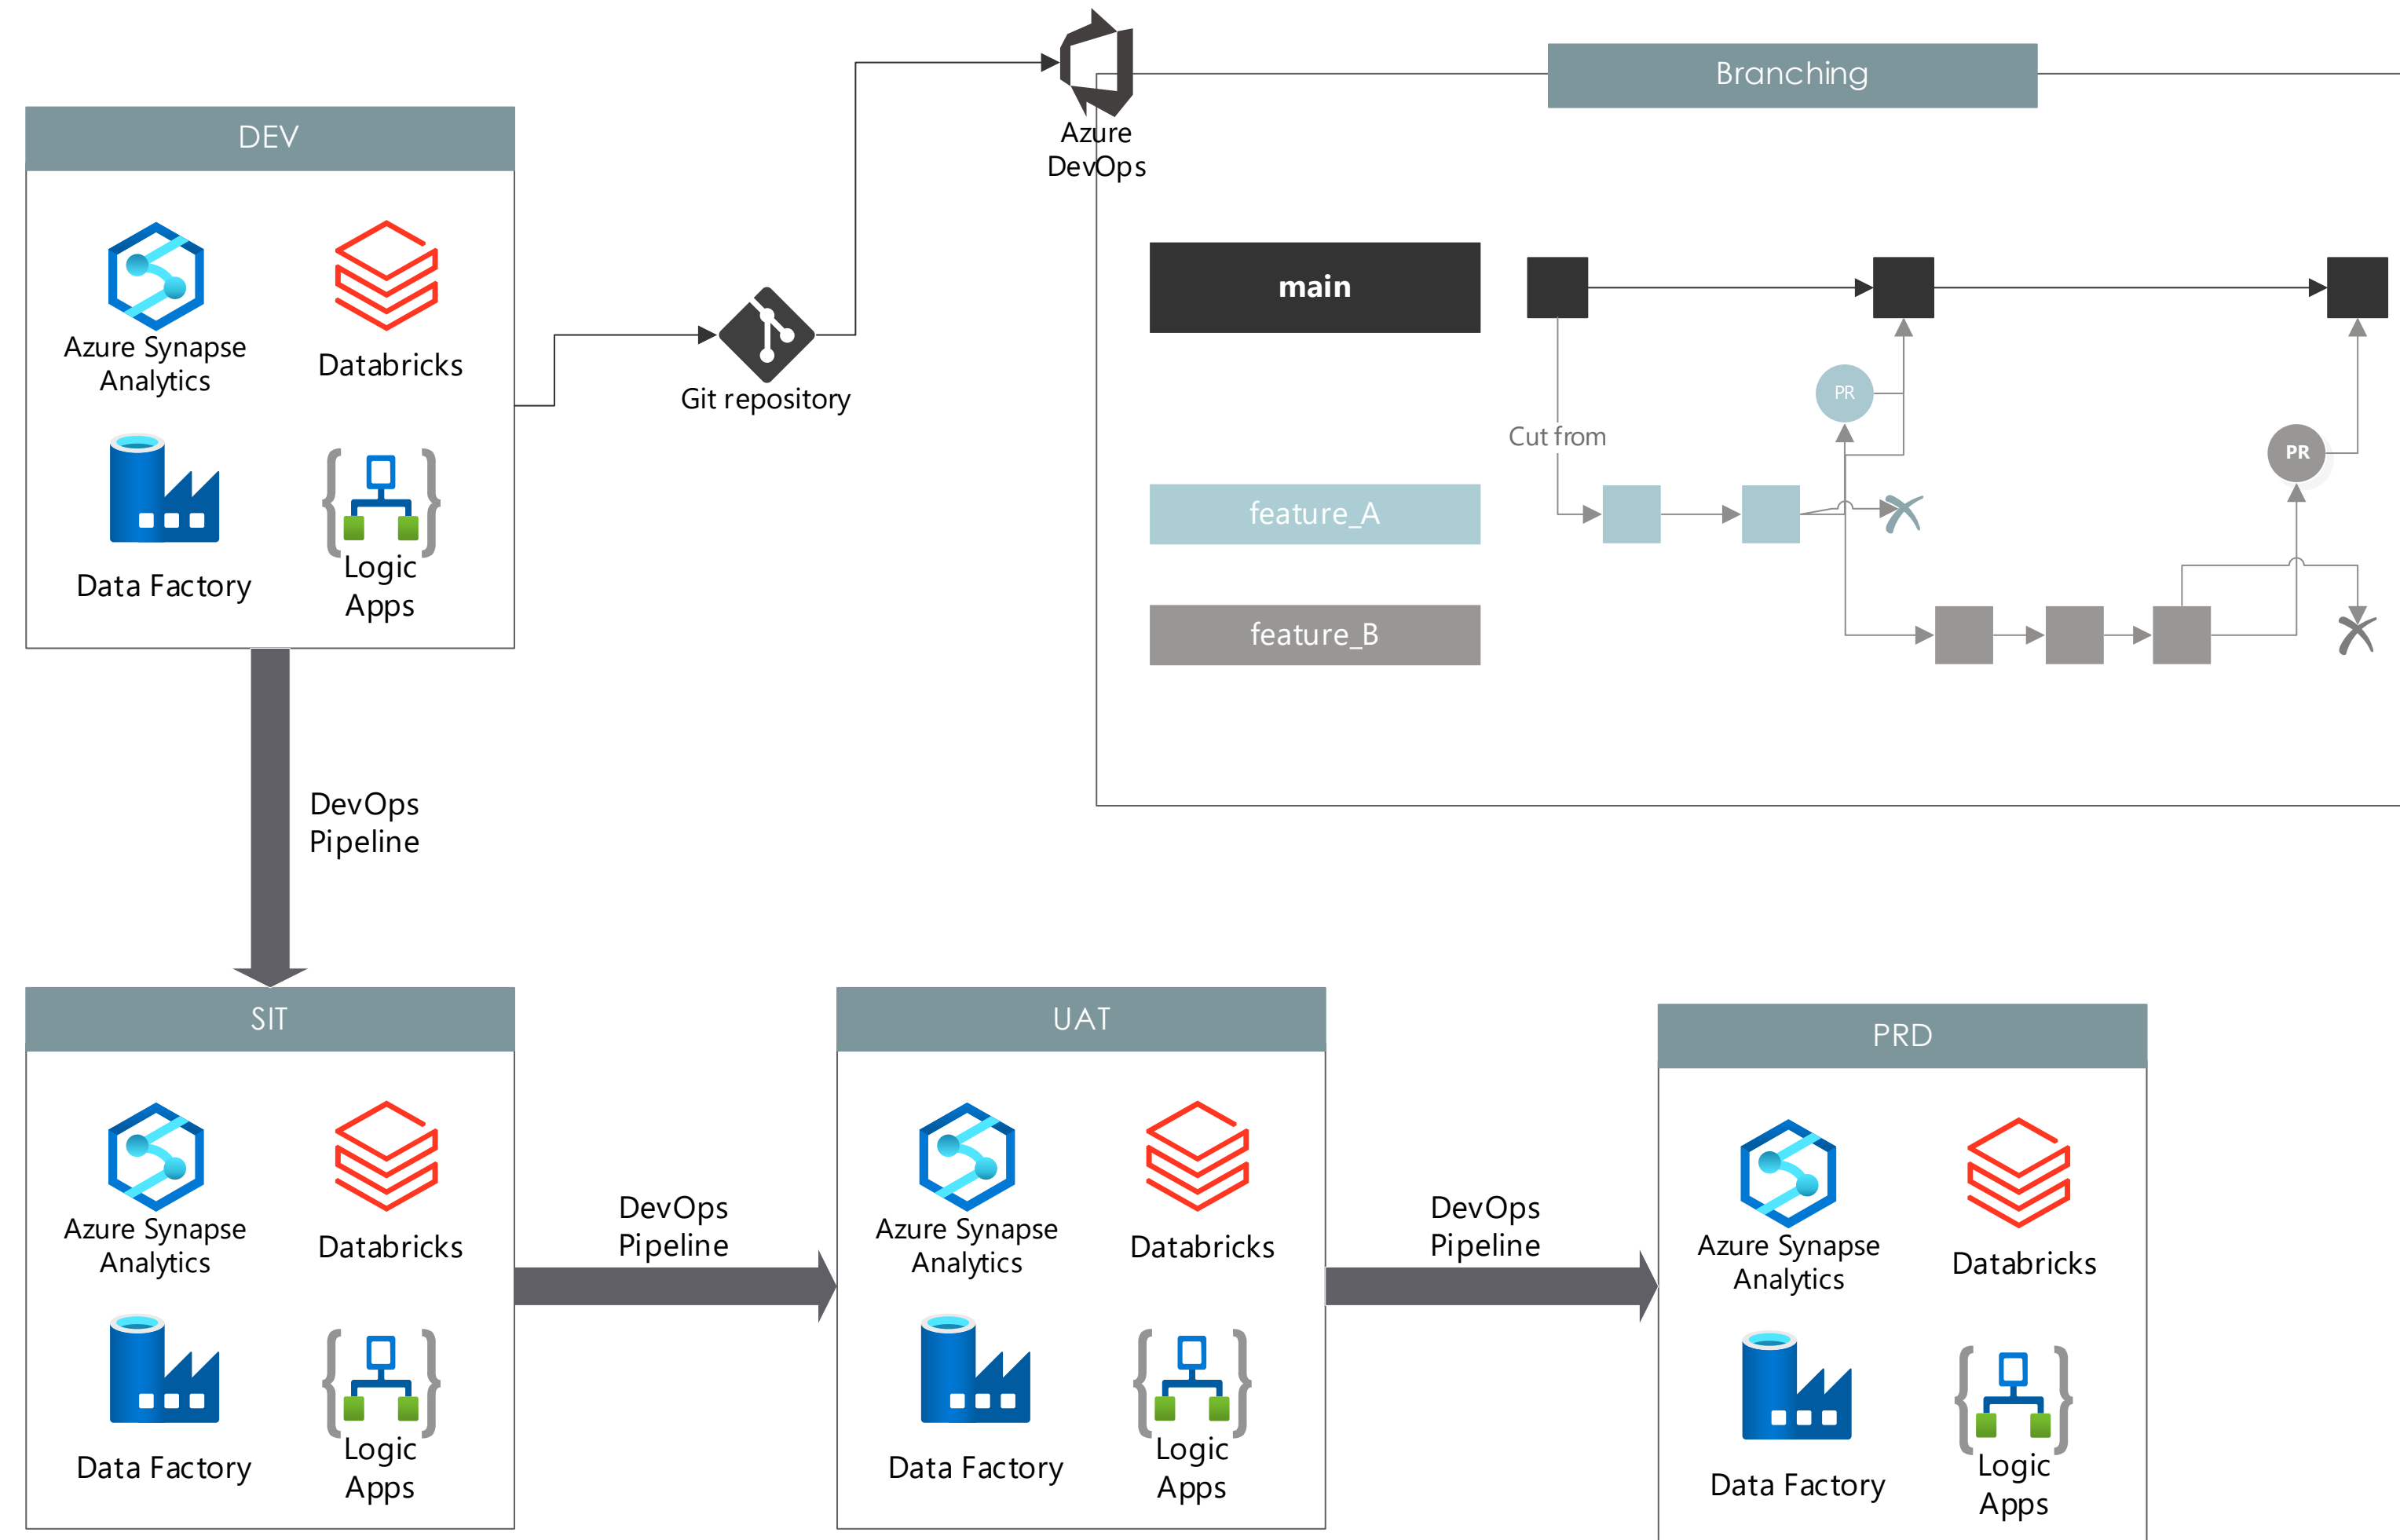 Branching
Azure
DevOps
DEV
Azure Synapse
Analytics
Databricks
Data Factory
Logic
Apps
Git repository
main
PR
Cut from
PR
feature_A
feature_B
DevOps
Pipeline
SIT
Azure Synapse
Analytics
Databricks
Data Factory
Logic
Apps
DevOps
Pipeline
UAT
Azure Synapse
Analytics
Databricks
Data Factory
Logic
Apps
DevOps
Pipeline
PRD
Azure Synapse
Analytics
Databricks
Data Factory
Logic
Apps